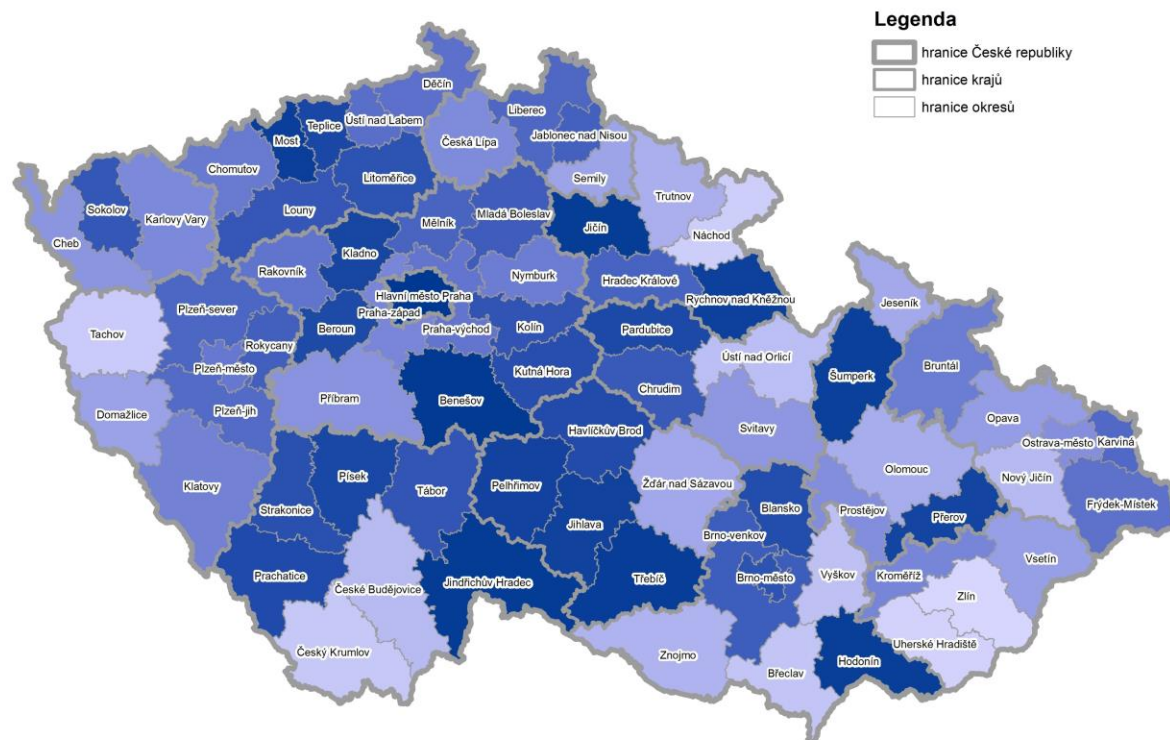 Legenda
hranice České republiky
hranice krajů
hranice okresů
Děčín
Liberec
Teplice
Ústí nad Labem
Most
Jablonec nad Nisou
Česká Lípa
Chomutov
Litoměřice
Semily
Trutnov
Sokolov
Karlovy Vary
Louny
Mělník
Mladá Boleslav
Jičín
Náchod
Cheb
Kladno
Rakovník
Nymburk
Hradec Králové
Hlavní město Praha
Rychnov nad Kněžnou
Jeseník
Plzeň-sever
Praha-západ
Tachov
Beroun
Praha-východ
Kolín
Pardubice
Rokycany
Ústí nad Orlicí
Bruntál
Plzeň-město
Kutná Hora
Šumperk
Chrudim
Příbram
Benešov
Domažlice
Plzeň-jih
Opava
Svitavy
Havlíčkův Brod
Ostrava-město
Karviná
Olomouc
Písek
Nový Jičín
Klatovy
Pelhřimov
Žďár nad Sázavou
Frýdek-Místek
Tábor
Strakonice
Blansko
Prostějov
Přerov
Jihlava
Brno-venkov
Vsetín
Prachatice
Jindřichův Hradec
Třebíč
Brno-město
Vyškov
Kroměříž
České Budějovice
Zlín
Uherské Hradiště
Český Krumlov
Znojmo
Hodonín
Břeclav